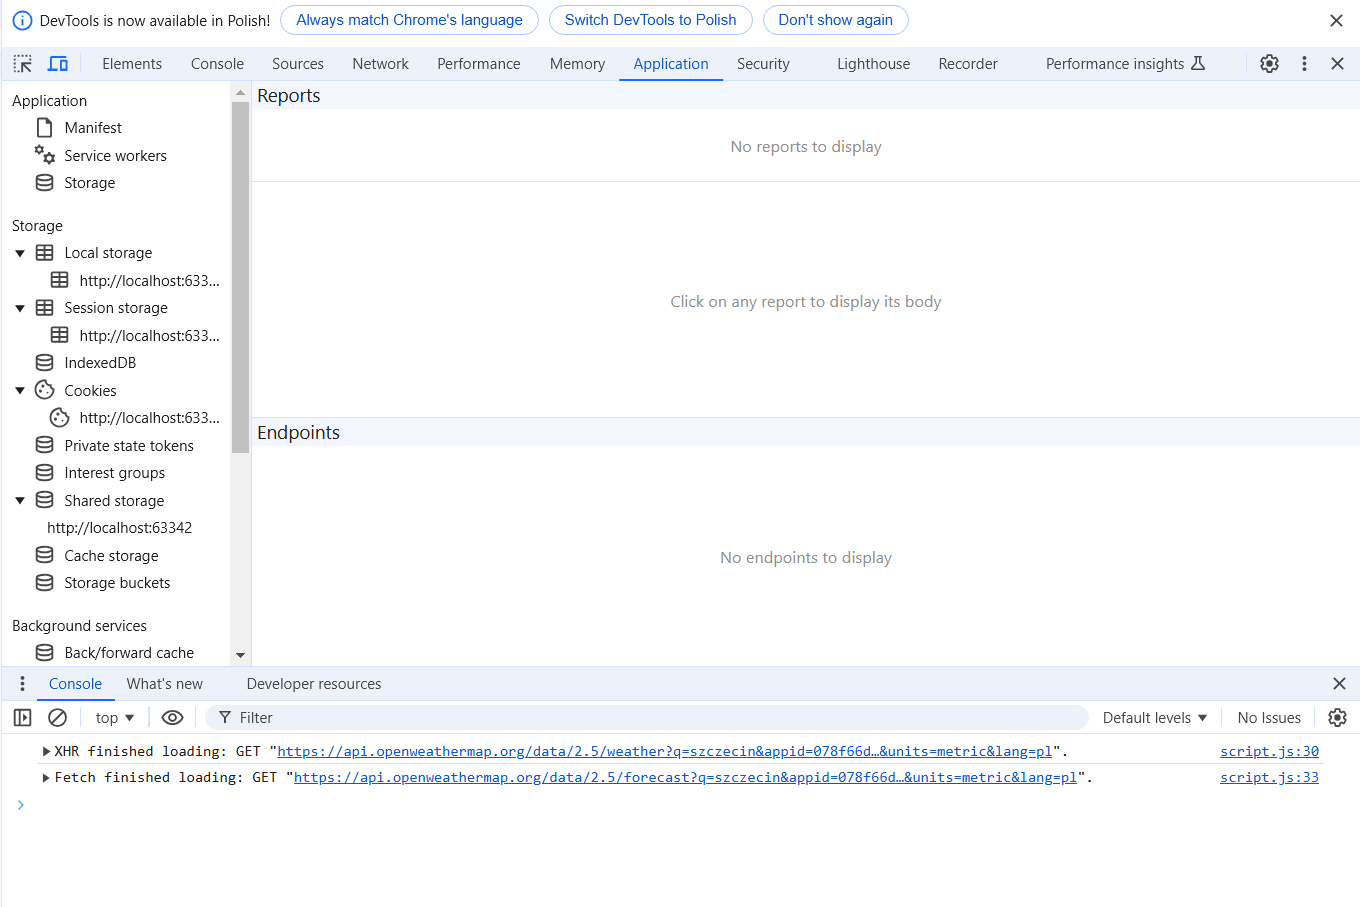 DevTools is now available in Polish! Always match Chrome's language Switch DevTools to Polish Don't show again
Elements Console Sources Network Performance Memory Application Security Lighthouse Recorder Performance insights
Application
Manifest
Service workers
Storage
Storage
Local storage
http://localhost:633...
Session storage
http://localhost:633...
IndexedDB
Cookies
http://localhost:633...
Private state tokens
Interest groups
Shared storage
http://localhost:63342
Cache storage
Storage buckets
Background services
Back/forward cache
Reports
No reports to display
Click on any report to display its body
Endpoints
No endpoints to display
Console What's new Developer resources
top Filter Default levels No Issues
XHR finished loading: GET "https://api.openweathermap.org/data/2.5/weather?q=szczecin&appid=078f66d…&units=metric&lang=pl". script.js:30
Fetch finished loading: GET "https://api.openweathermap.org/data/2.5/forecast?q=szczecin&appid=078f66d…&units=metric&lang=pl". script.js:33